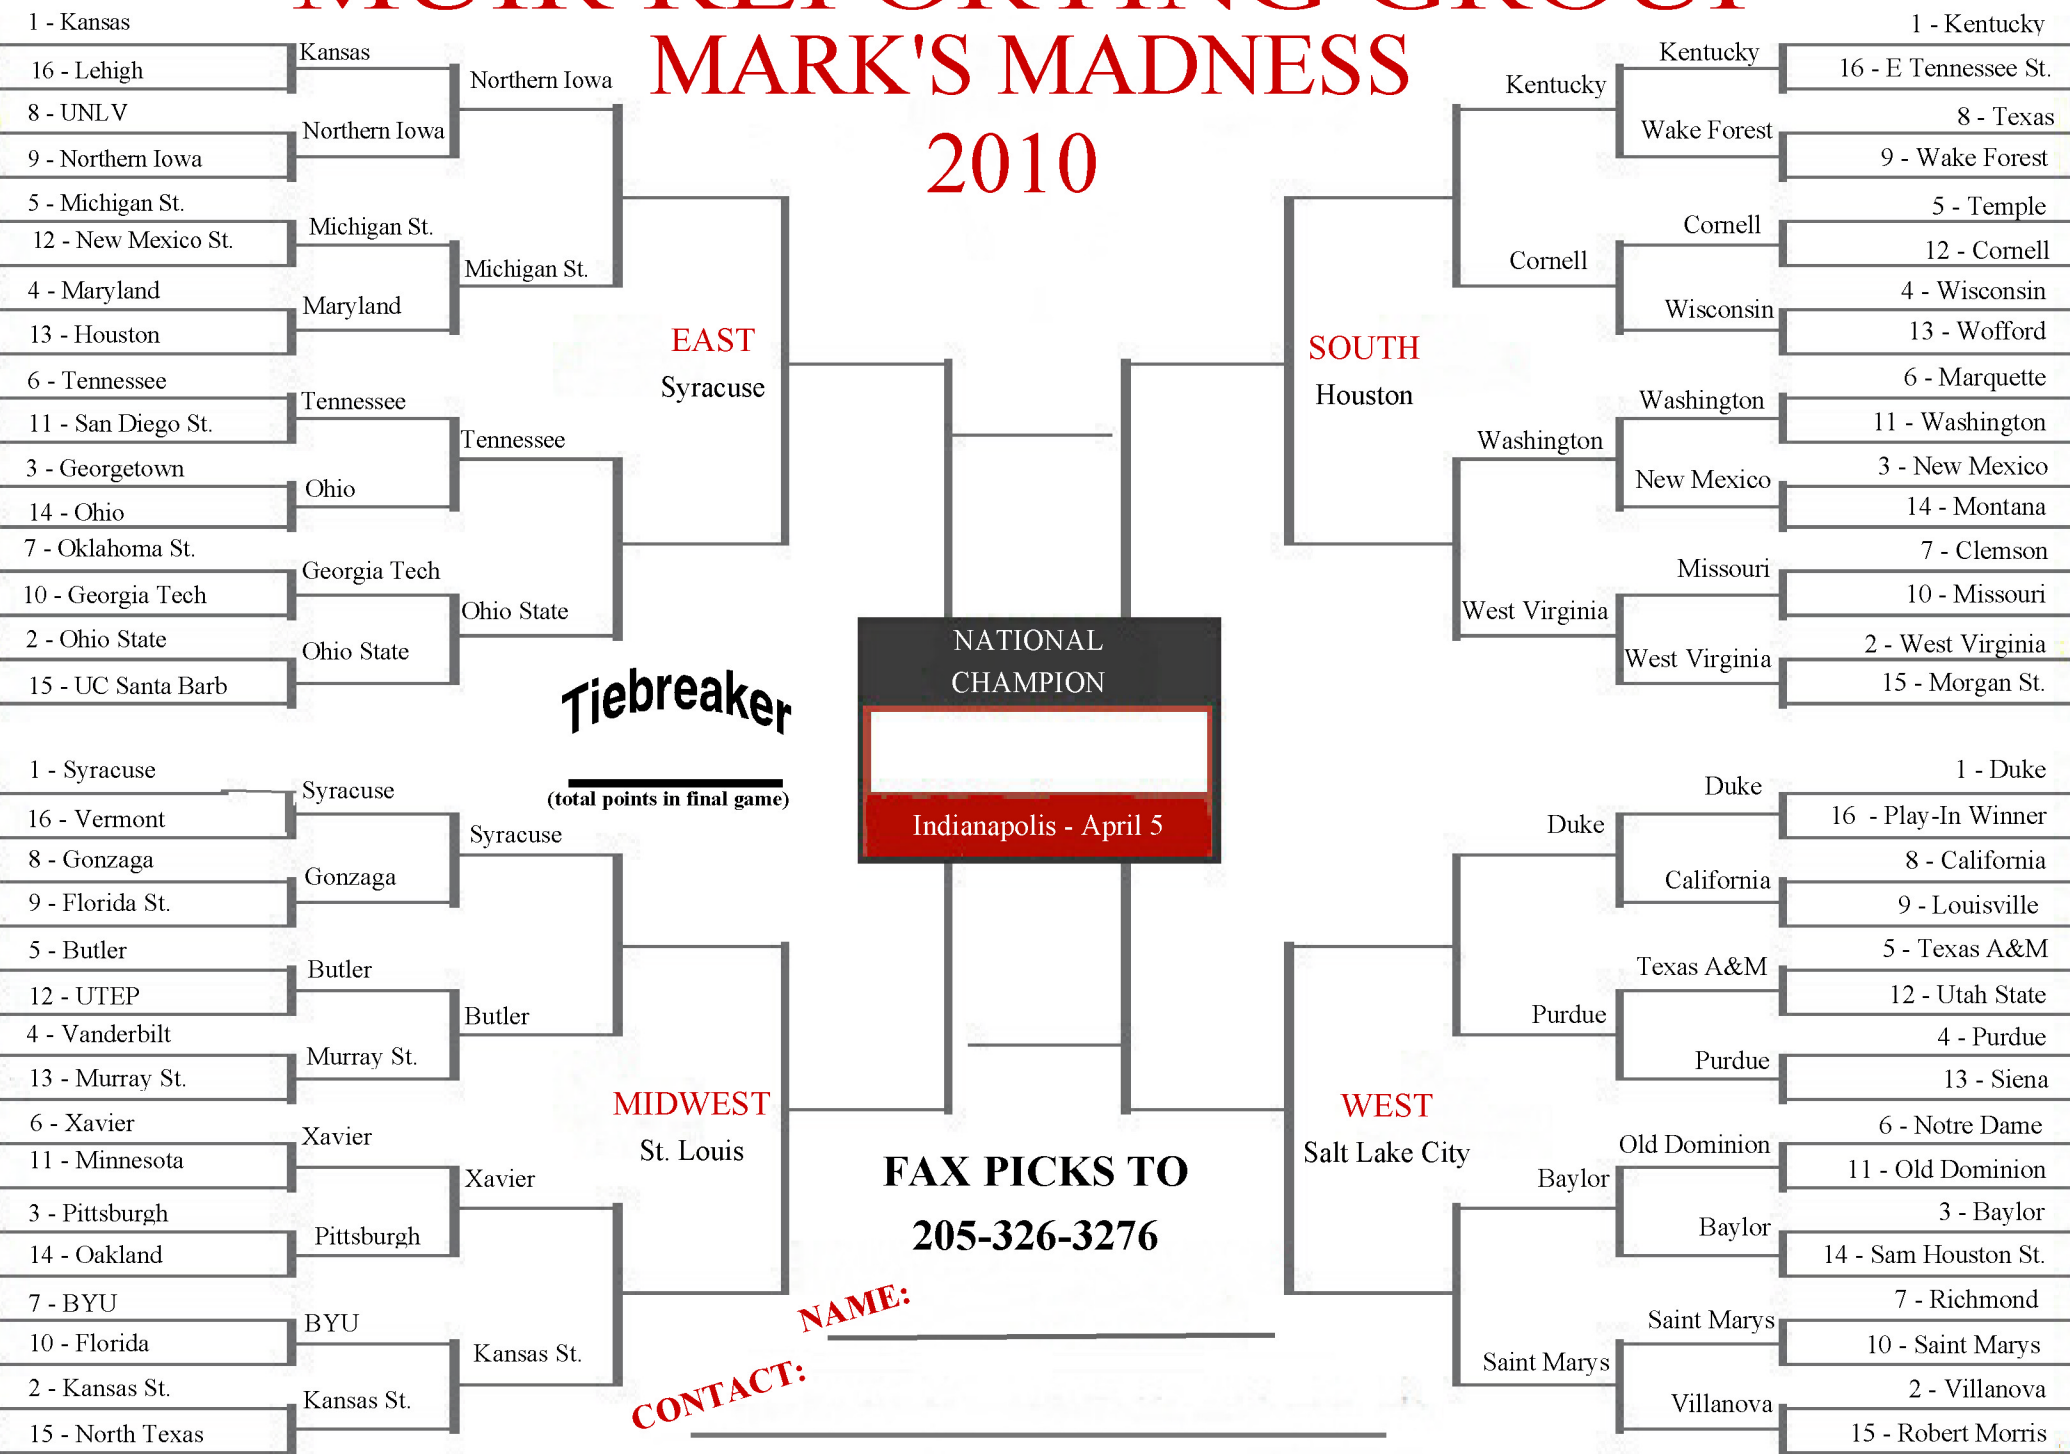 MUIR REPORTING GROUP
MARK'S MADNESS
2010
1 - Kansas
16 - Lehigh
8 - UNLV
9 - Northern Iowa
5 - Michigan St.
12 - New Mexico St.
4 - Maryland
13 - Houston
6 - Tennessee
11 - San Diego St.
3 - Georgetown
14 - Ohio
7 - Oklahoma St.
10 - Georgia Tech
2 - Ohio State
15 - UC Santa Barb
Kansas
Northern Iowa
Michigan St.
Maryland
Tennessee
Ohio
Georgia Tech
Ohio State
Northern Iowa
Michigan St.
Tennessee
Ohio State
EAST
Syracuse
1 - Syracuse
16 - Vermont
8 - Gonzaga
9 - Florida St.
5 - Butler
12 - UTEP
4 - Vanderbilt
13 - Murray St.
6 - Xavier
11 - Minnesota
3 - Pittsburgh
14 - Oakland
7 - BYU
10 - Florida
2 - Kansas St.
15 - North Texas
Syracuse
Gonzaga
Butler
Murray St.
Xavier
Pittsburgh
BYU
Kansas St.
Syracuse
Butler
Xavier
Kansas St.
MIDWEST
St. Louis
Tiebreaker
(total points in final game)
NATIONAL
CHAMPION
Indianapolis - April 5
FAX PICKS TO
205-326-3276
NAME:
CONTACT:
SOUTH
Houston
Kentucky
Cornell
Washington
West Virginia
Kentucky
Wake Forest
Cornell
Wisconsin
Washington
New Mexico
Missouri
West Virginia
1 - Kentucky
16 - E Tennessee St.
8 - Texas
9 - Wake Forest
5 - Temple
12 - Cornell
4 - Wisconsin
13 - Wofford
6 - Marquette
11 - Washington
3 - New Mexico
14 - Montana
7 - Clemson
10 - Missouri
2 - West Virginia
15 - Morgan St.
WEST
Salt Lake City
Duke
Purdue
Baylor
Saint Marys
Duke
California
Texas A&M
Purdue
Old Dominion
Baylor
Saint Marys
Villanova
1 - Duke
16 - Play-In Winner
8 - California
9 - Louisville
5 - Texas A&M
12 - Utah State
4 - Purdue
13 - Siena
6 - Notre Dame
11 - Old Dominion
3 - Baylor
14 - Sam Houston St.
7 - Richmond
10 - Saint Marys
2 - Villanova
15 - Robert Morris